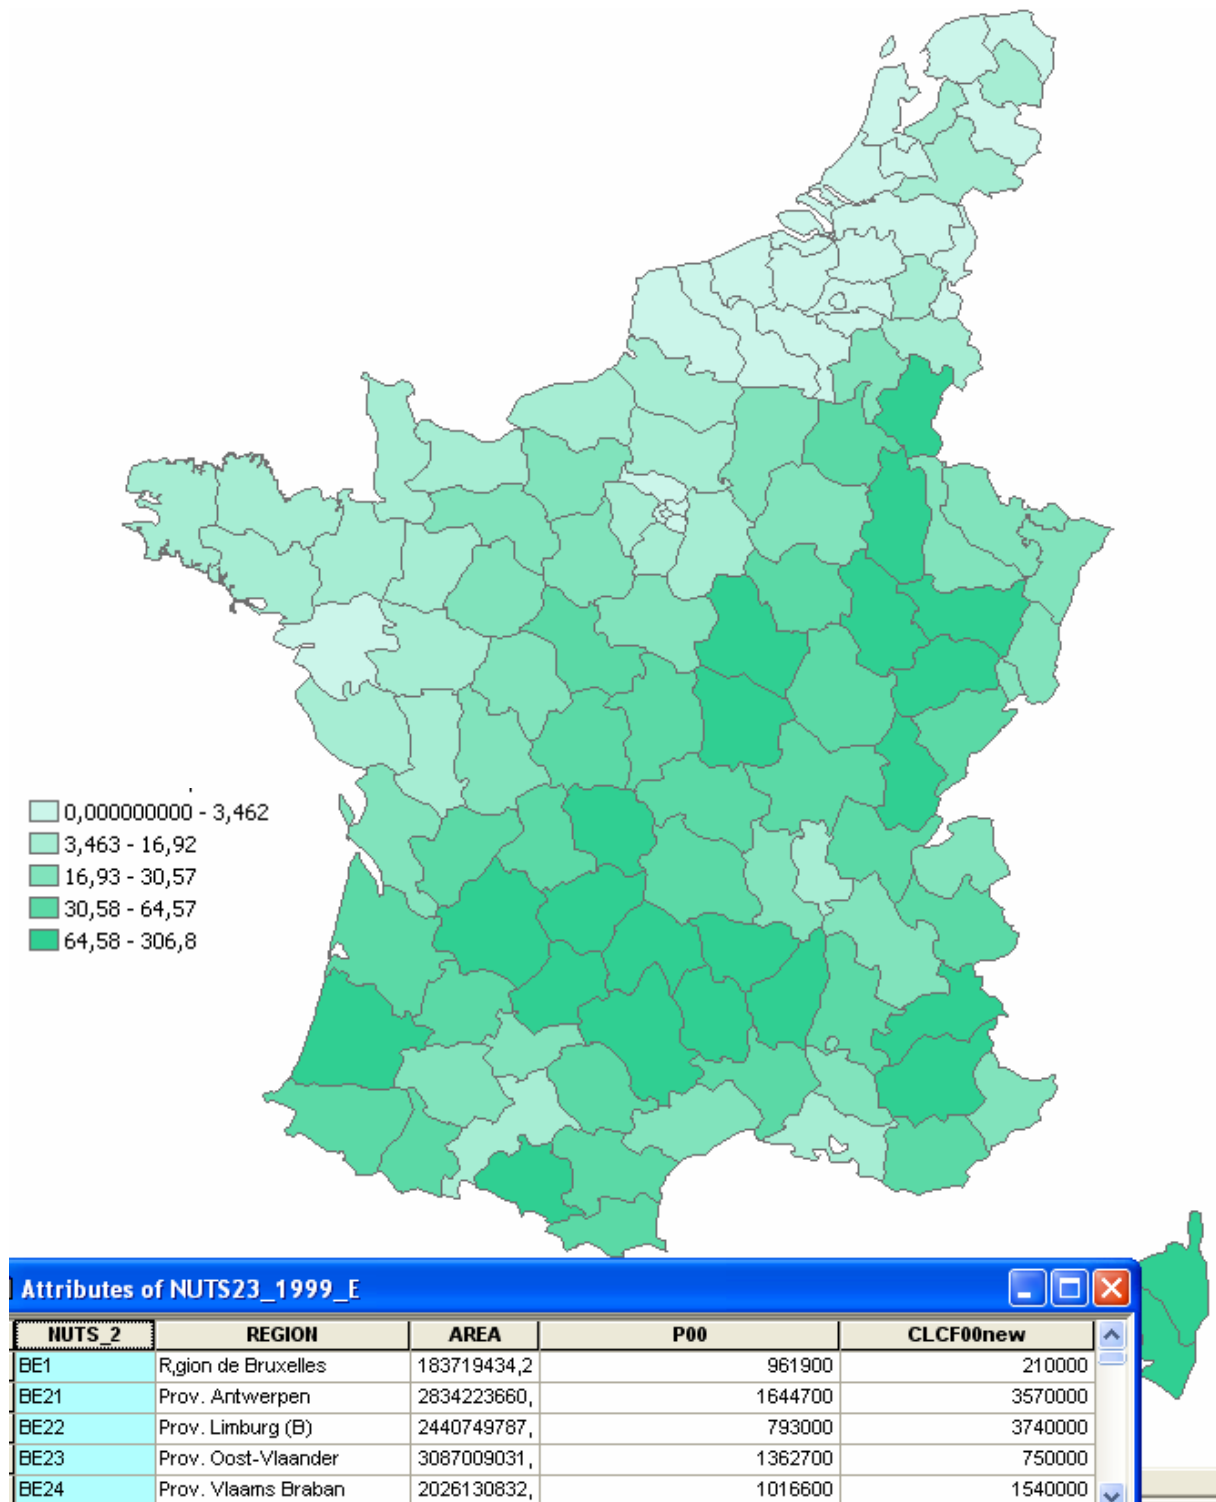 0,000000000 - 3,462
3,463 - 16,92
16,93 - 30,57
30,58 - 64,57
64,58 - 306,8
Attributes of NUTS23_1999_E
NUTS_2 REGION AREA P00 CLCF00new
BE1 R,gion de Bruxelles 183719434,2 961900 210000
BE21 Prov. Antwerpen 2834223660, 1644700 3570000
BE22 Prov. Limburg (B) 2440749787, 793000 3740000
BE23 Prov. Oost-Vlaander 3087009031, 1362700 750000
BE24 Prov. Vlaams Braban 2026130832, 1016600 1540000